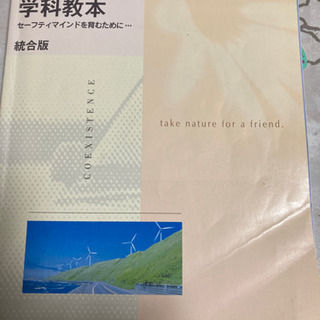 学科教本
セーフティマインドを育むために…
統合版
take nature for a friend.
COEXISTENCE